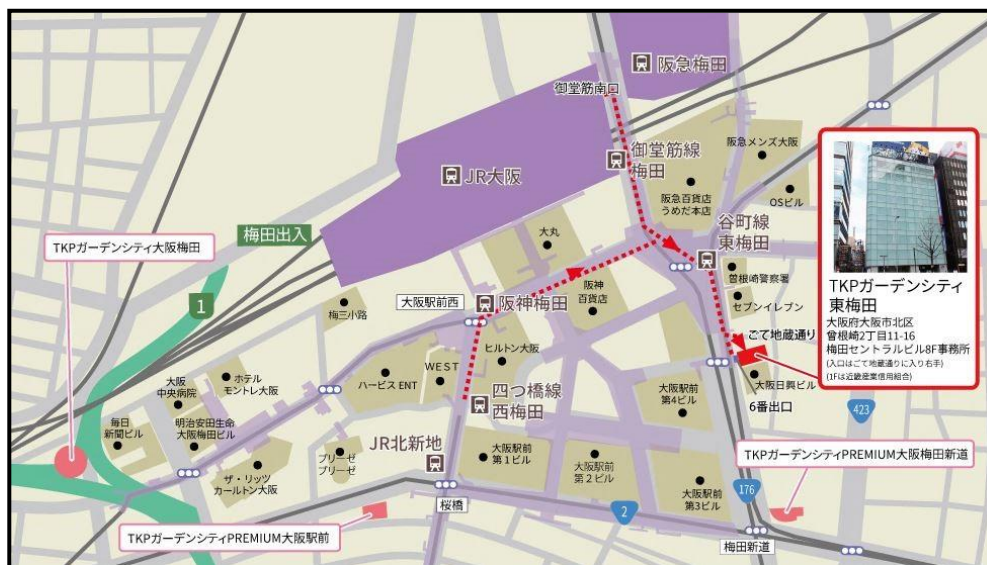 阪急梅田
御堂筋南口
御堂筋線
梅田
阪急メンズ大阪
阪急百貨店
うめだ本店
OSビル
JR大阪
谷町線
東梅田
TKPガーデンシティ大阪梅田
梅田出入
大丸
曽根崎警察署
セブンイレブン
1
大阪駅前西
阪神梅田
阪神
百貨店
梅三小路
ごて地蔵通り
TKPガーデンシティ
東梅田
大阪府大阪市北区
曽根崎2丁目11-16
梅田セントラルビル8F事務所
(入口はごて地蔵通りに入り右手)
(1Fは近畿産業信用組合)
ヒルトン大阪
WEST
ハービス ENT
ホテル
モントレ大阪
大阪
中央病院
四つ橋線
西梅田
大阪駅前
第4ビル
大阪日興ビル
6番出口
423
毎日
新聞ビル
明治安田生命
大阪梅田ビル
JR北新地
ブリーゼ
ブリーゼ
大阪駅前
第1ビル
大阪駅前
第2ビル
大阪駅前
第3ビル
TKPガーデンシティPREMIUM大阪梅田新道
ザ・リッツ
カールトン大阪
176
桜橋
2
TKPガーデンシティPREMIUM大阪駅前
梅田新道